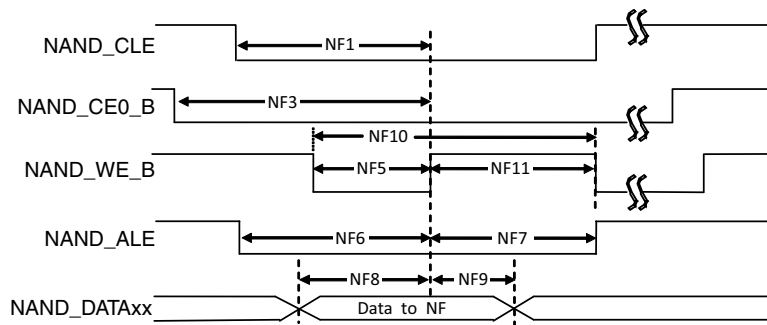 NAND_CLE
NF1
NAND_CE0_B
NF3
NF10
NAND_WE_B
NF5
NF11
NAND_ALE
NF6
NF7
NF8
NF9
NAND_DATAxx
Data to NF